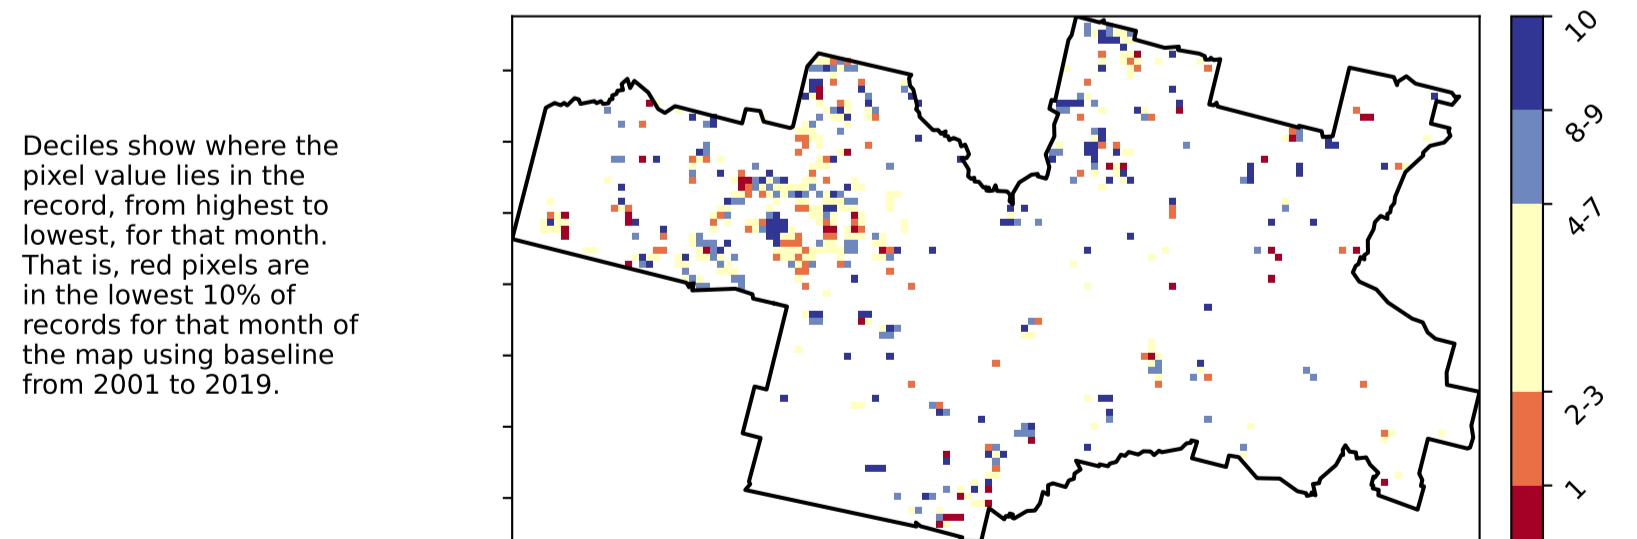 Deciles show where the
pixel value lies in the
record, from highest to
lowest, for that month.
That is, red pixels are
in the lowest 10% of
records for that month of
the map using baseline
from 2001 to 2019.
10
8-9
4-7
2-3
1